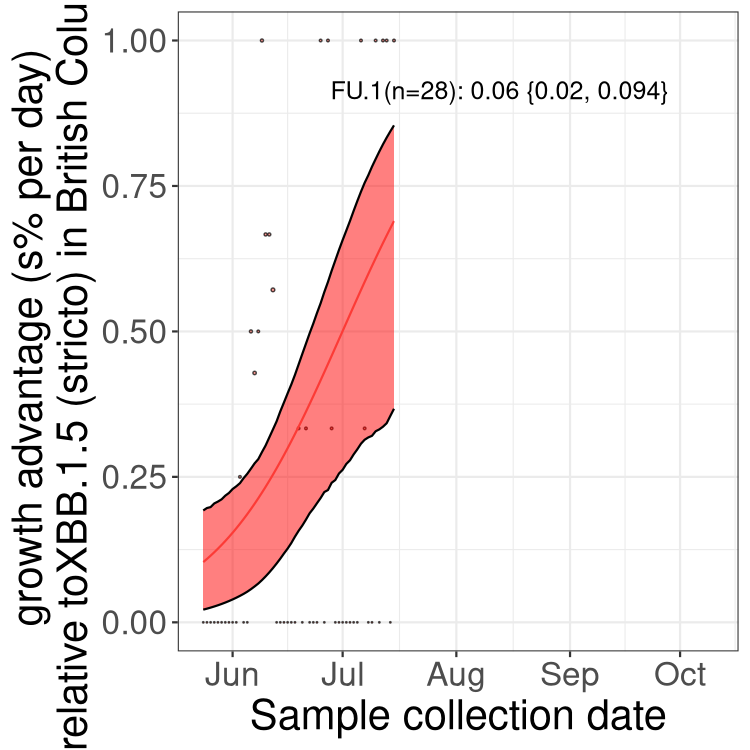 growth advantage (s% per day)
relative toXBB.1.5 (stricto) in British Colu
1.00
0.75
0.50
0.25
0.00
FU.1(n=28): 0.06 {0.02, 0.094}
Jun Jul Aug Sep Oct
Sample collection date